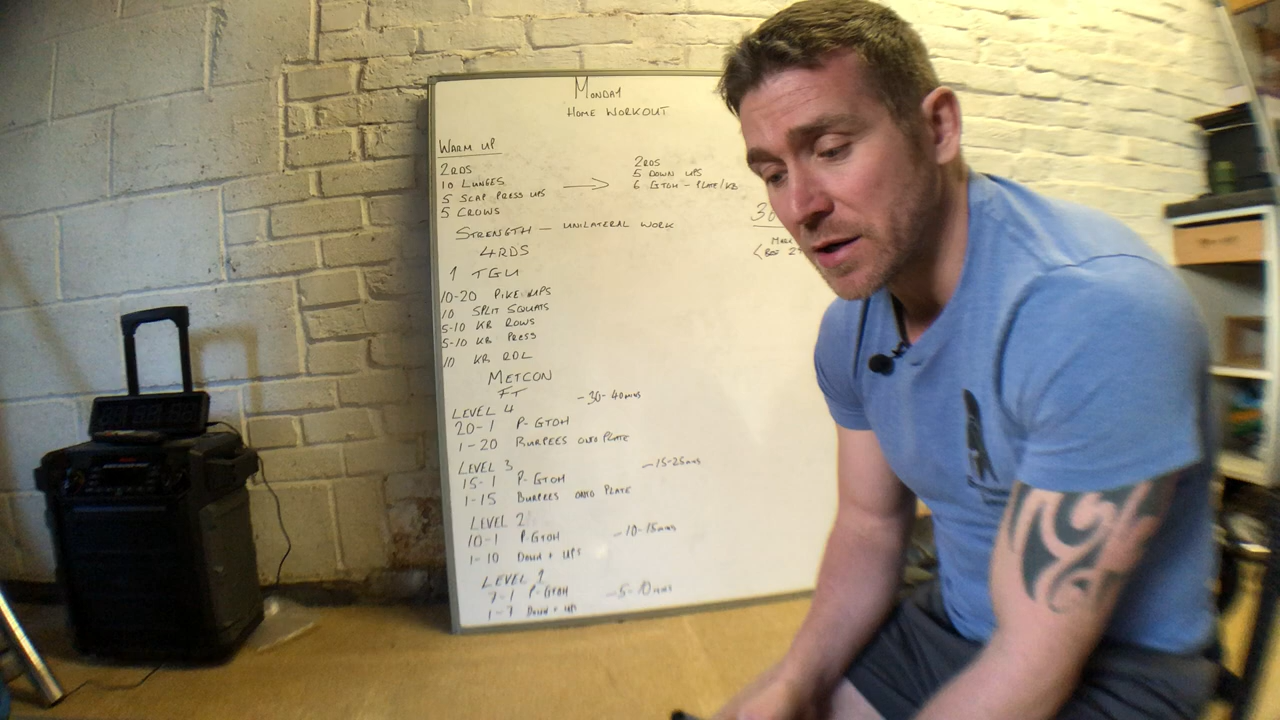 MONDAY
HOME WORKOUT
WARM UP
2RDS
10 LUNGES
5 SLAP PRESS UPS
5 CROWS
2RDS
5 DOWN UPS
6 GTOH - PLATE/KB
30
STRENGTH - UNILATERAL WORK
4RDS
1 TGU
10-20 PIKE UPS
10 SPLIT SQUATS
5-10 KB ROWS
5-10 KB PRESS
10 KB RDL
METCON
FT
LEVEL 4 - 30-40mins
20-1 P-GTOH
1-20 BURPEES ONTO PLATE
LEVEL 3 - 15-25mins
15-1 P-GTOH
1-15 BURPEES ONTO PLATE
LEVEL 2 - 10-15mins
10-1 P-GTOH
1-10 DOWN + UPS
LEVEL 1 - 5-10mins
7-1 P-GTOH
1-7 DOWN + UPS